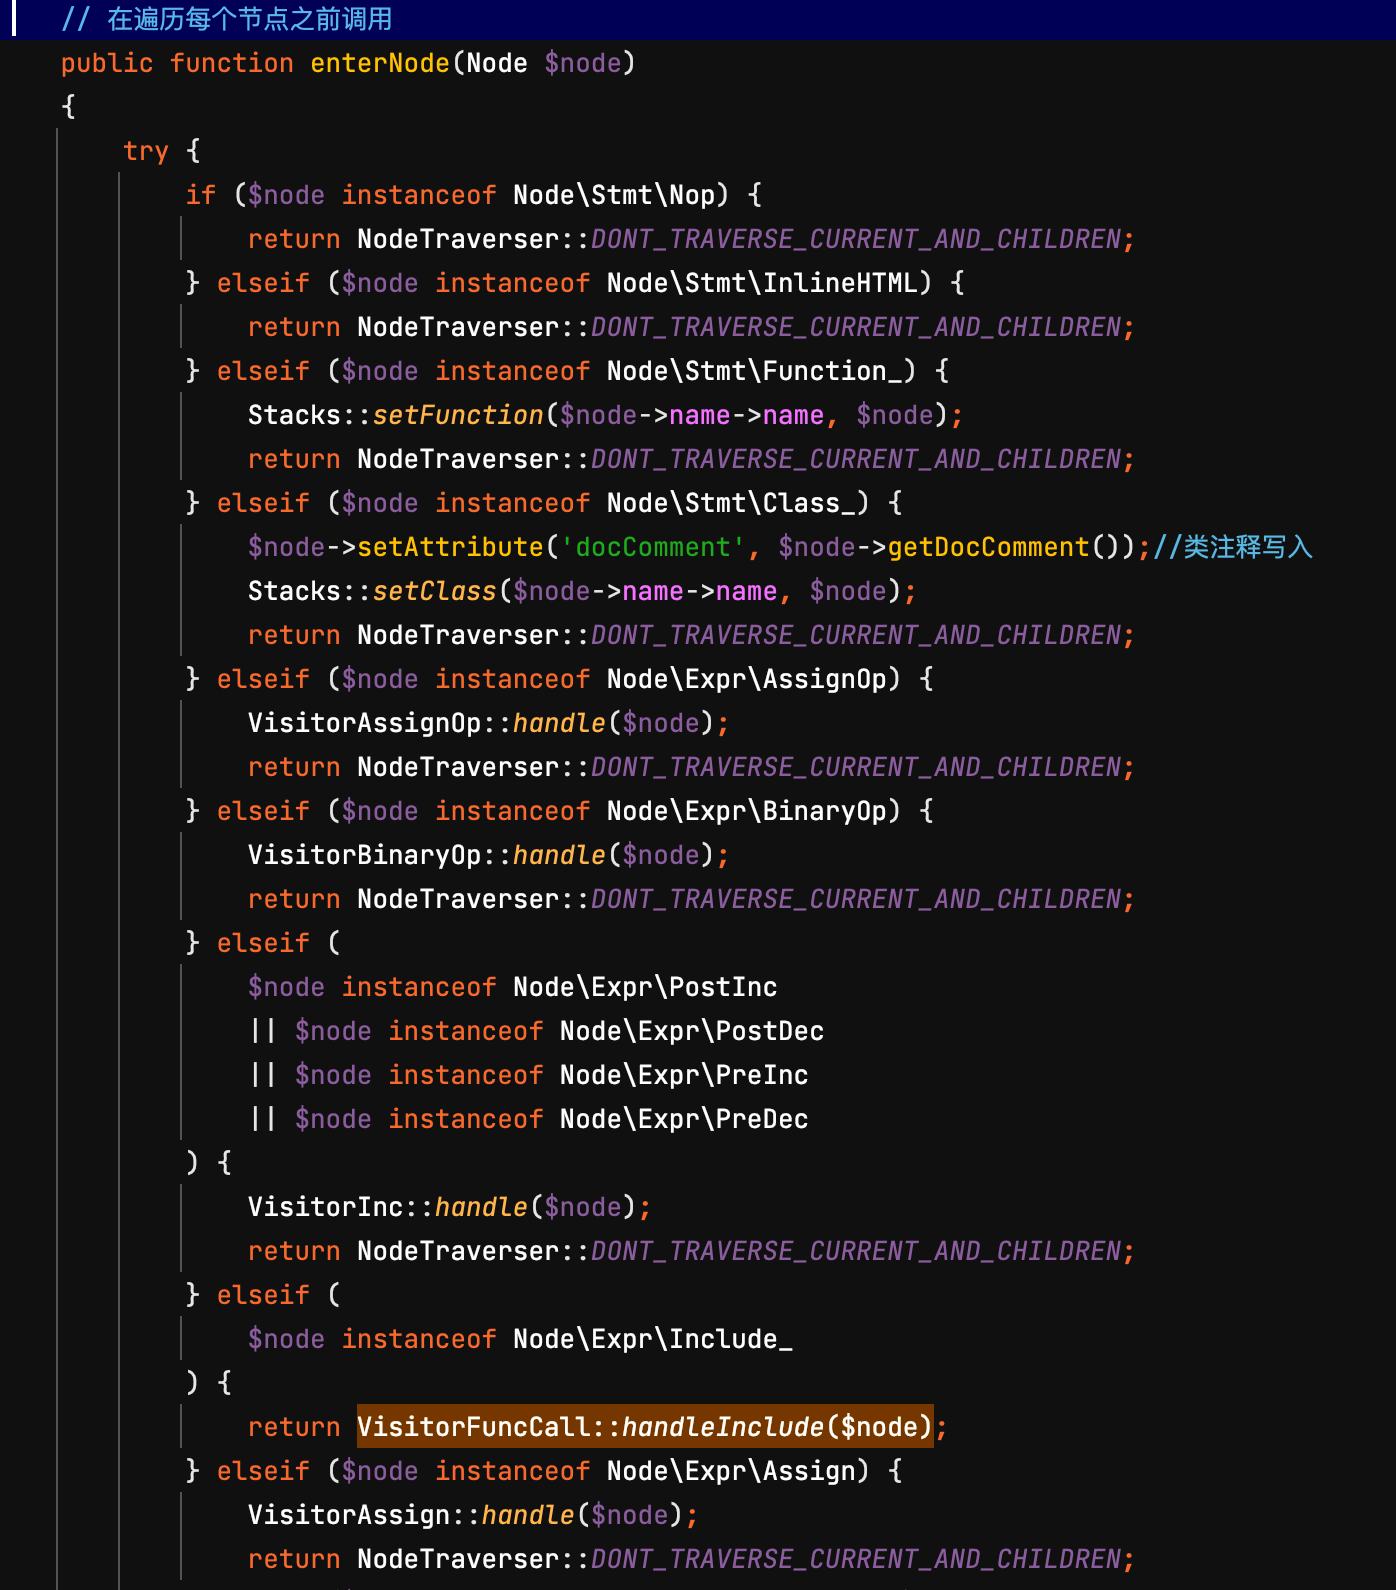 // 在遍历每个节点之前调用
public function enterNode(Node $node)
{
try {
if ($node instanceof Node\Stmt\Nop) {
return NodeTraverser::DONT_TRAVERSE_CURRENT_AND_CHILDREN;
} elseif ($node instanceof Node\Stmt\InlineHTML) {
return NodeTraverser::DONT_TRAVERSE_CURRENT_AND_CHILDREN;
} elseif ($node instanceof Node\Stmt\Function_) {
Stacks::setFunction($node->name->name, $node);
return NodeTraverser::DONT_TRAVERSE_CURRENT_AND_CHILDREN;
} elseif ($node instanceof Node\Stmt\Class_) {
$node->setAttribute('docComment', $node->getDocComment());//类注释写入
Stacks::setClass($node->name->name, $node);
return NodeTraverser::DONT_TRAVERSE_CURRENT_AND_CHILDREN;
} elseif ($node instanceof Node\Expr\AssignOp) {
VisitorAssignOp::handle($node);
return NodeTraverser::DONT_TRAVERSE_CURRENT_AND_CHILDREN;
} elseif ($node instanceof Node\Expr\BinaryOp) {
VisitorBinaryOp::handle($node);
return NodeTraverser::DONT_TRAVERSE_CURRENT_AND_CHILDREN;
} elseif (
$node instanceof Node\Expr\PostInc
|| $node instanceof Node\Expr\PostDec
|| $node instanceof Node\Expr\PreInc
|| $node instanceof Node\Expr\PreDec
) {
VisitorInc::handle($node);
return NodeTraverser::DONT_TRAVERSE_CURRENT_AND_CHILDREN;
} elseif (
$node instanceof Node\Expr\Include_
) {
return VisitorFuncCall::handleInclude($node);
} elseif ($node instanceof Node\Expr\Assign) {
VisitorAssign::handle($node);
return NodeTraverser::DONT_TRAVERSE_CURRENT_AND_CHILDREN;